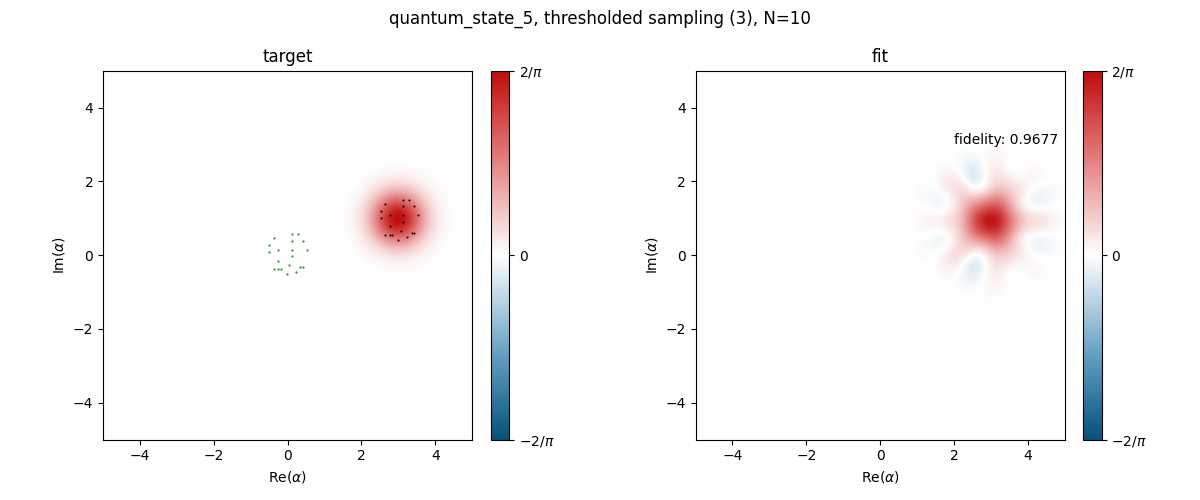 quantum_state_5, thresholded sampling (3), N=10
target
4
2
0
−2
−4
Im(α)
−4
−2
0
2
4
Re(α)
2/π
0
−2/π
fit
fidelity: 0.9677
4
2
0
−2
−4
Im(α)
−4
−2
0
2
4
Re(α)
2/π
0
−2/π